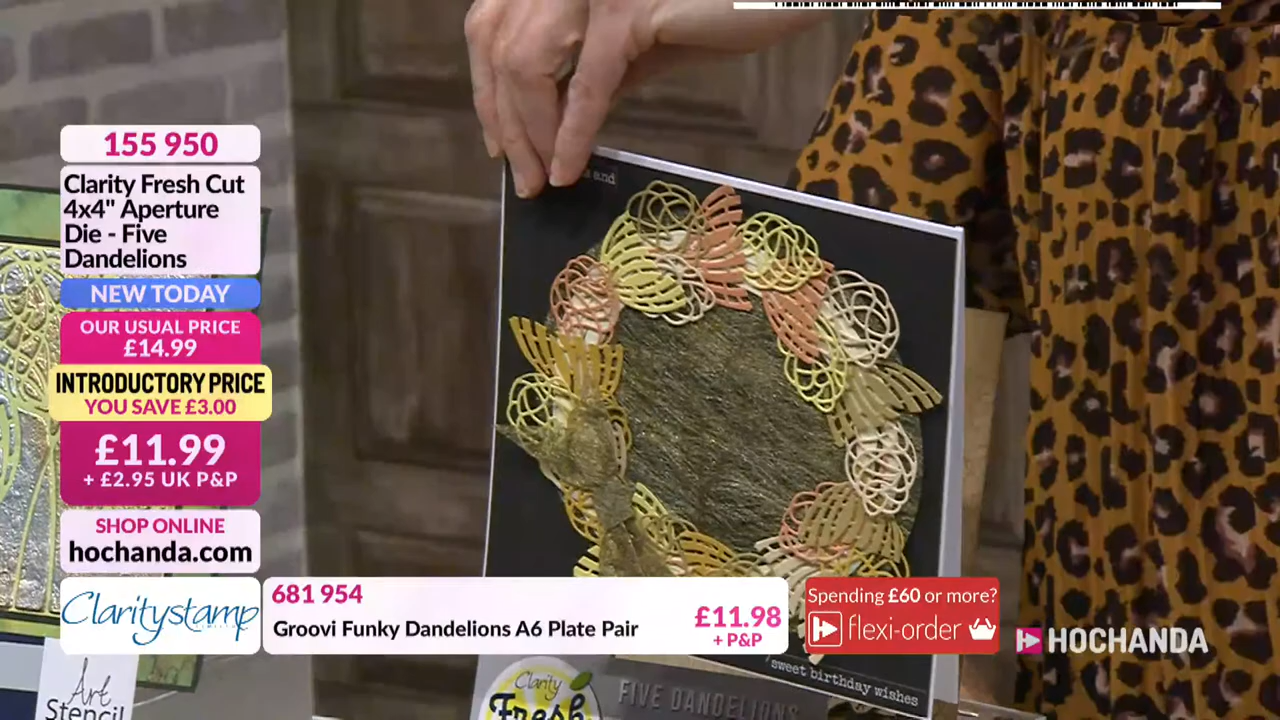 155 950
Clarity Fresh Cut
4x4" Aperture
Die - Five
Dandelions
NEW TODAY
OUR USUAL PRICE
£14.99
INTRODUCTORY PRICE
YOU SAVE £3.00
£11.99
+ £2.95 UK P&P
SHOP ONLINE
hochanda.com
Claritystamp
681 954
Groovi Funky Dandelions A6 Plate Pair
£11.98
+ P&P
Spending £60 or more?
flexi-order
HOCHANDA
and
sweet birthday wishes
Clarity
Fresh
FIVE DANDELIONS
Art
Stencil